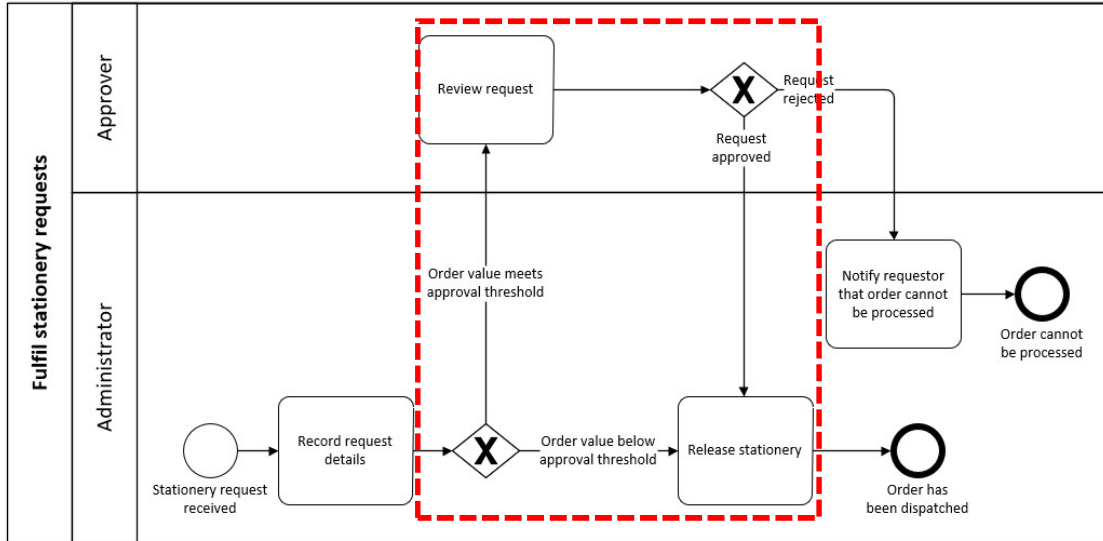 Fulfil stationery requests
Approver
Administrator
Review request
X
Request
rejected
Request
approved
Order value meets
approval threshold
Notify requestor
that order cannot
be processed
Order cannot
be processed
Stationery request
received
Record request
details
X
Order value below
approval threshold
Release stationery
Order has
been dispatched